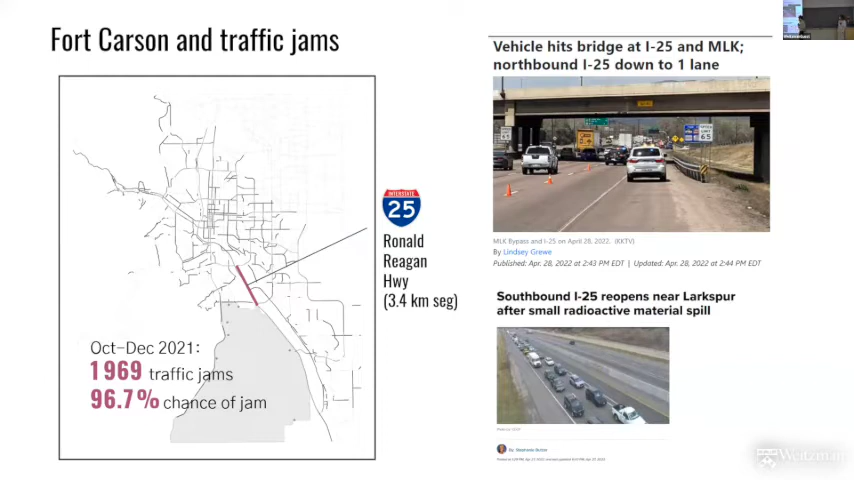 Fort Carson and traffic jams
Oct-Dec 2021:
1 969 traffic jams
96.7% chance of jam
INTERSTATE
25
Ronald
Reagan
Hwy
(3.4 km seg)
Vehicle hits bridge at I-25 and MLK;
northbound I-25 down to 1 lane
MLK Bypass and I-25 on April 28, 2022. (KKTV)
By Lindsey Grewe
Published: Apr. 28, 2022 at 2:43 PM EDT | Updated: Apr. 28, 2022 at 2:44 PM EDT
Southbound I-25 reopens near Larkspur
after small radioactive material spill
Weitzman